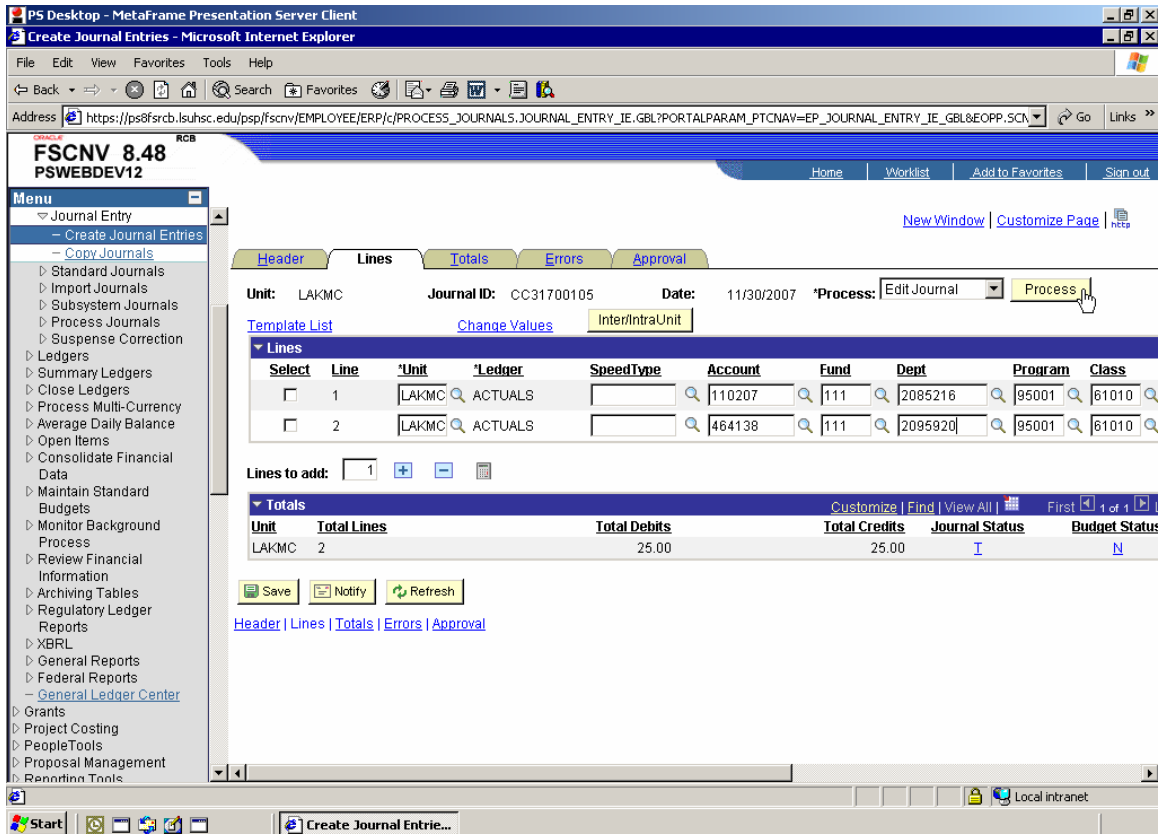 PS Desktop - MetaFrame Presentation Server Client
Create Journal Entries - Microsoft Internet Explorer
File Edit View Favorites Tools Help
Back Search Favorites
Address https://ps8fsrcb.lsuhsc.edu/psp/fscnv/EMPLOYEE/ERP/c/PROCESS_JOURNALS.JOURNAL_ENTRY_IE.GBL?PORTALPARAM_PTCNAV=EP_JOURNAL_ENTRY_IE_GBL&EOPP.SCN Go Links »
ORACLE RCB
FSCNV 8.48
PSWEBDEV12
Home Worklist Add to Favorites Sign out
Menu
Journal Entry
– Create Journal Entries
– Copy Journals
Standard Journals
Import Journals
Subsystem Journals
Process Journals
Suspense Correction
Ledgers
Summary Ledgers
Close Ledgers
Process Multi-Currency
Average Daily Balance
Open Items
Consolidate Financial
Data
Maintain Standard
Budgets
Monitor Background
Process
Review Financial
Information
Archiving Tables
Regulatory Ledger
Reports
XBRL
General Reports
Federal Reports
– General Ledger Center
Grants
Project Costing
PeopleTools
Proposal Management
Reporting Tools
New Window | Customize Page | http
Header Lines Totals Errors Approval
Unit: LAKMC Journal ID: CC31700105 Date: 11/30/2007 *Process: Edit Journal Process
Template List Change Values Inter/IntraUnit
Lines
Select Line *Unit *Ledger SpeedType Account Fund Dept Program Class
1 LAKMC ACTUALS 110207 111 2085216 95001 61010
2 LAKMC ACTUALS 464138 111 2095920 95001 61010
Lines to add: 1
Totals Customize | Find | View All | First 1 of 1 L
Unit Total Lines Total Debits Total Credits Journal Status Budget Status
LAKMC 2 25.00 25.00 T N
Save Notify Refresh
Header | Lines | Totals | Errors | Approval
Local intranet
Start Create Journal Entrie...